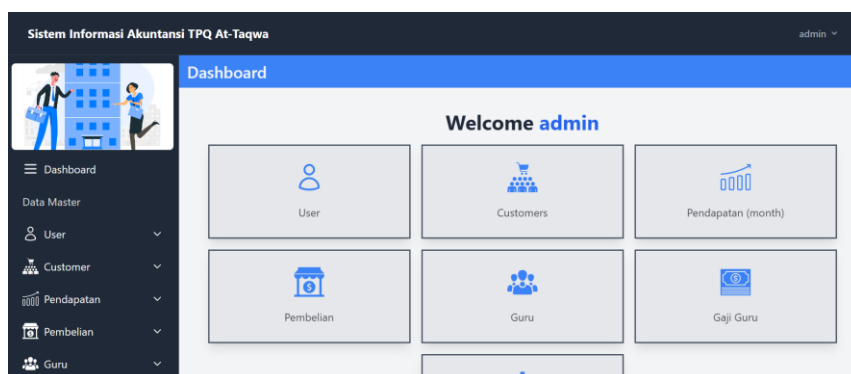 Sistem Informasi Akuntansi TPQ At-Taqwa
admin
Dashboard
Welcome admin
Dashboard
Data Master
User
Customer
Pendapatan
Pembelian
Guru
User
Customers
Pendapatan (month)
Pembelian
Guru
Gaji Guru